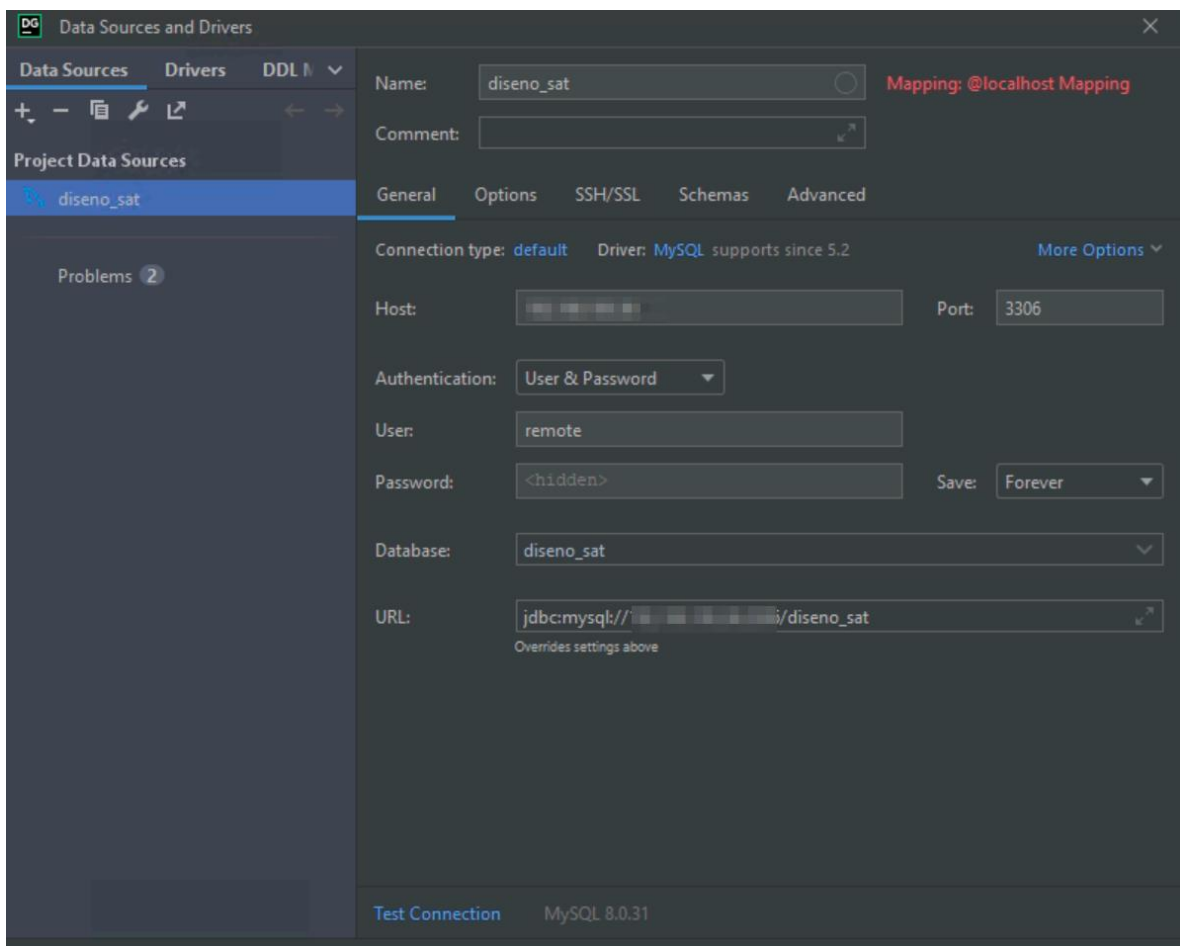 DG Data Sources and Drivers
Data Sources Drivers DDL M
Name: diseno_sat Mapping: @localhost Mapping
Comment:
Project Data Sources
diseno_sat
General Options SSH/SSL Schemas Advanced
Connection type: default Driver: MySQL supports since 5.2 More Options
Problems 2
Host: Port: 3306
Authentication: User & Password
User: remote
Password: <hidden> Save: Forever
Database: diseno_sat
URL: jdbc:mysql:// /diseno_sat
Overrides settings above
Test Connection MySQL 8.0.31